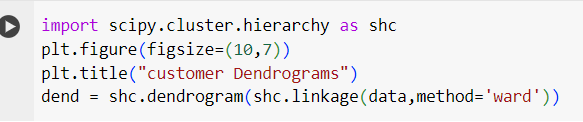 import scipy.cluster.hierarchy as shc
plt.figure(figsize=(10,7))
plt.title("customer Dendrograms")
dend = shc.dendrogram(shc.linkage(data,method='ward'))